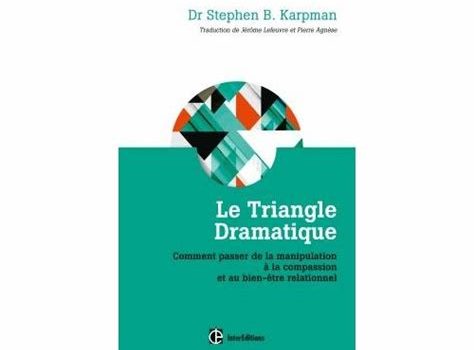 Dr Stephen B. Karpman
Traduction de Jérôme Lefeuvre et Pierre Agnèse
Le Triangle
Dramatique
Comment passer de la manipulation
à la compassion
et au bien-être relationnel
InterEditions